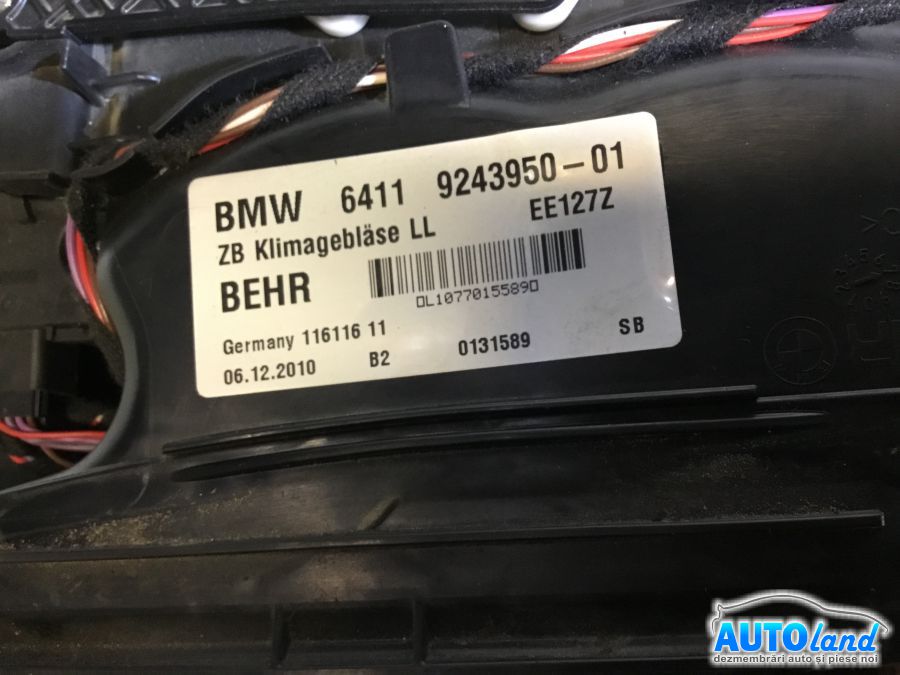 BMW 6411 9243950-01
ZB Klimagebläse LL EE127Z
BEHR
L1077015589
Germany 116116 11
06.12.2010 B2 0131589 SB
AUTOland
dezmembrări auto și piese noi